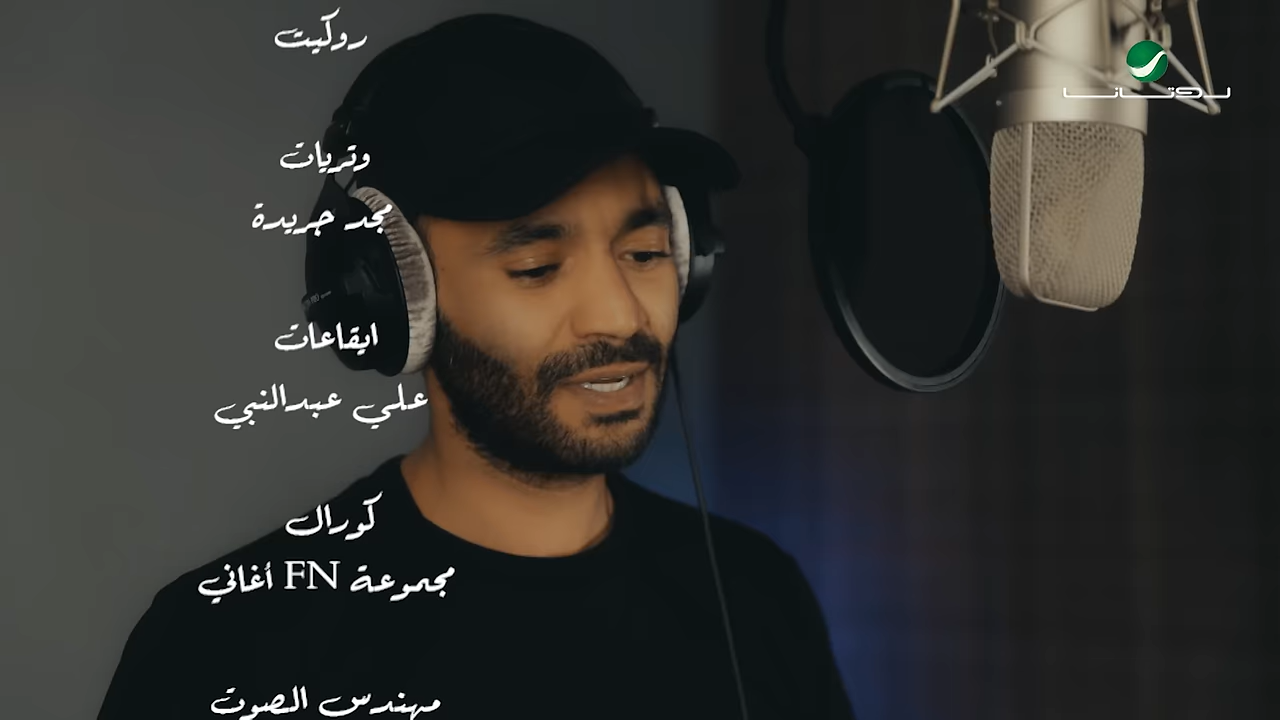 روكيت
وتريات
مجد جريدة
ايقاعات
علي عبدالنبي
كورال
مجموعة FN أغاني
مهندس الصوت
روتانا